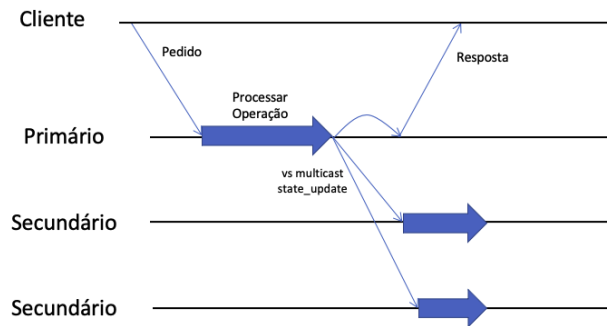 Cliente
Pedido
Resposta
Processar
Operação
Primário
vs multicast
state_update
Secundário
Secundário